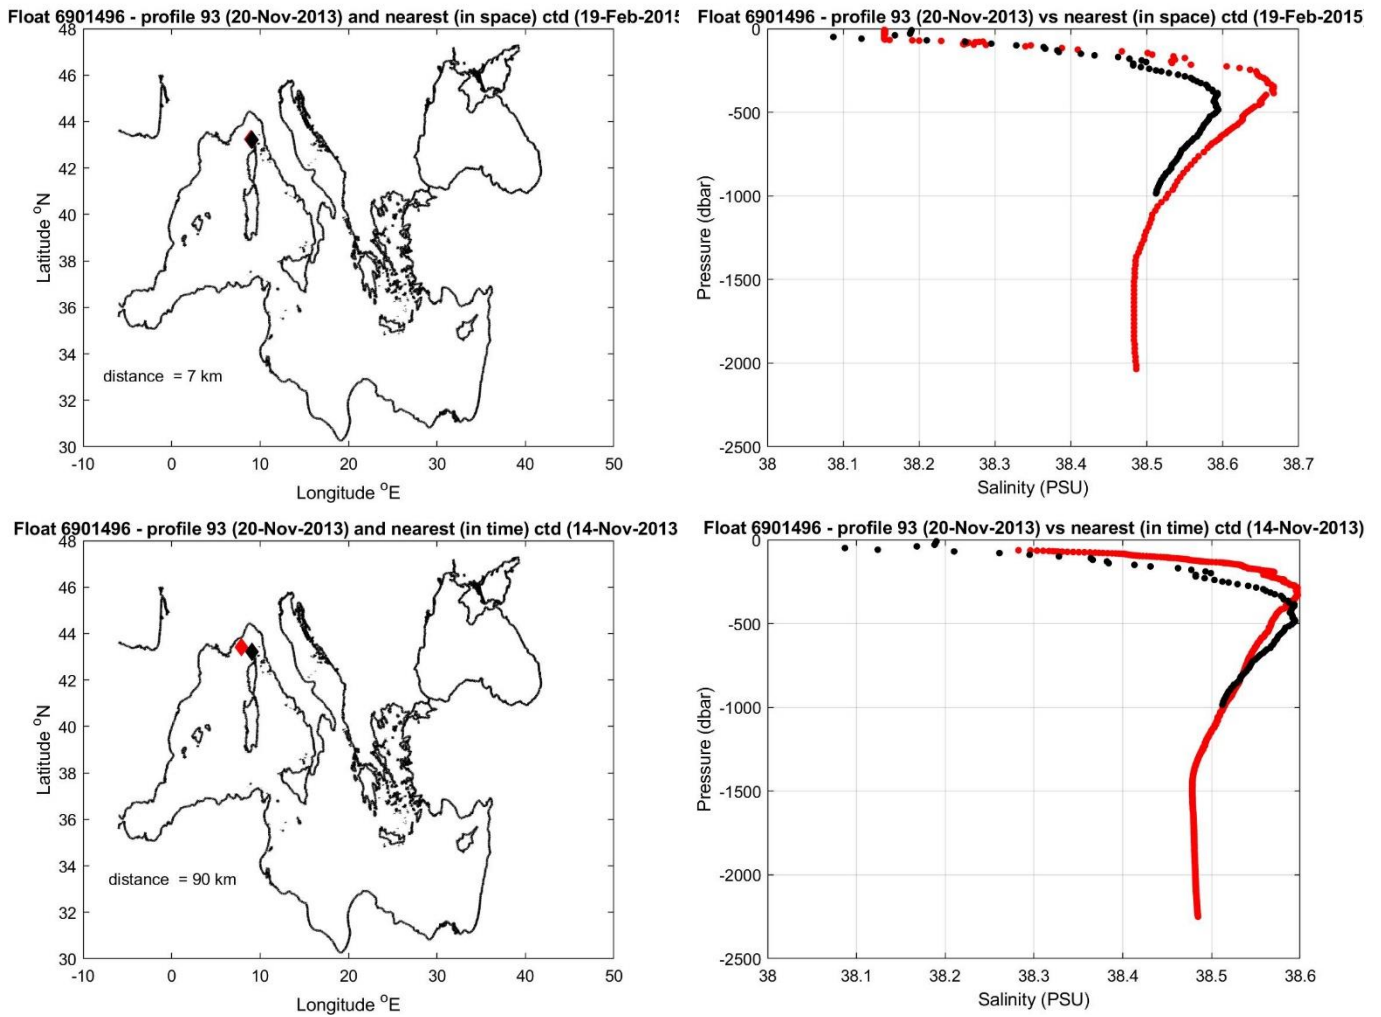 Float 6901496 - profile 93 (20-Nov-2013) and nearest (in space) ctd (19-Feb-2015)
48
46
44
42
40
38
36
34
32
30
Latitude °N
distance = 7 km
-10 0 10 20 30 40 50
Longitude °E
Float 6901496 - profile 93 (20-Nov-2013) vs nearest (in space) ctd (19-Feb-2015
0
-500
-1000
-1500
-2000
-2500
Pressure (dbar)
38 38.1 38.2 38.3 38.4 38.5 38.6 38.7
Salinity (PSU)
Float 6901496 - profile 93 (20-Nov-2013) and nearest (in time) ctd (14-Nov-2013
48
46
44
42
40
38
36
34
32
30
Latitude °N
distance = 90 km
-10 0 10 20 30 40 50
Longitude °E
Float 6901496 - profile 93 (20-Nov-2013) vs nearest (in time) ctd (14-Nov-2013)
0
-500
-1000
-1500
-2000
-2500
Pressure (dbar)
38 38.1 38.2 38.3 38.4 38.5 38.6
Salinity (PSU)